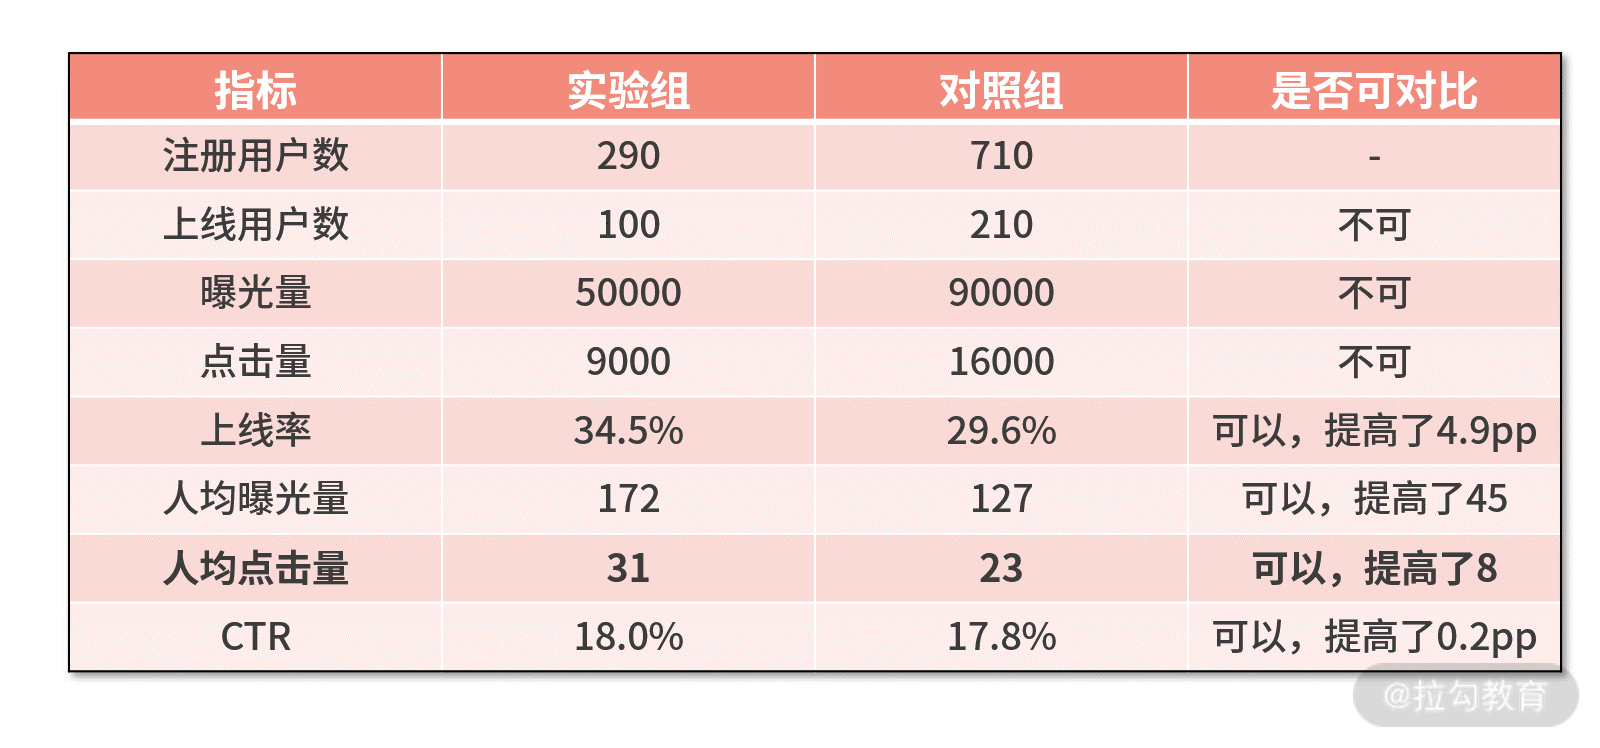 指标 实验组 对照组 是否可对比
注册用户数 290 710 -
上线用户数 100 210 不可
曝光量 50000 90000 不可
点击量 9000 16000 不可
上线率 34.5% 29.6% 可以，提高了4.9pp
人均曝光量 172 127 可以，提高了45
人均点击量 31 23 可以，提高了8
CTR 18.0% 17.8% 可以，提高了0.2pp
@拉勾教育